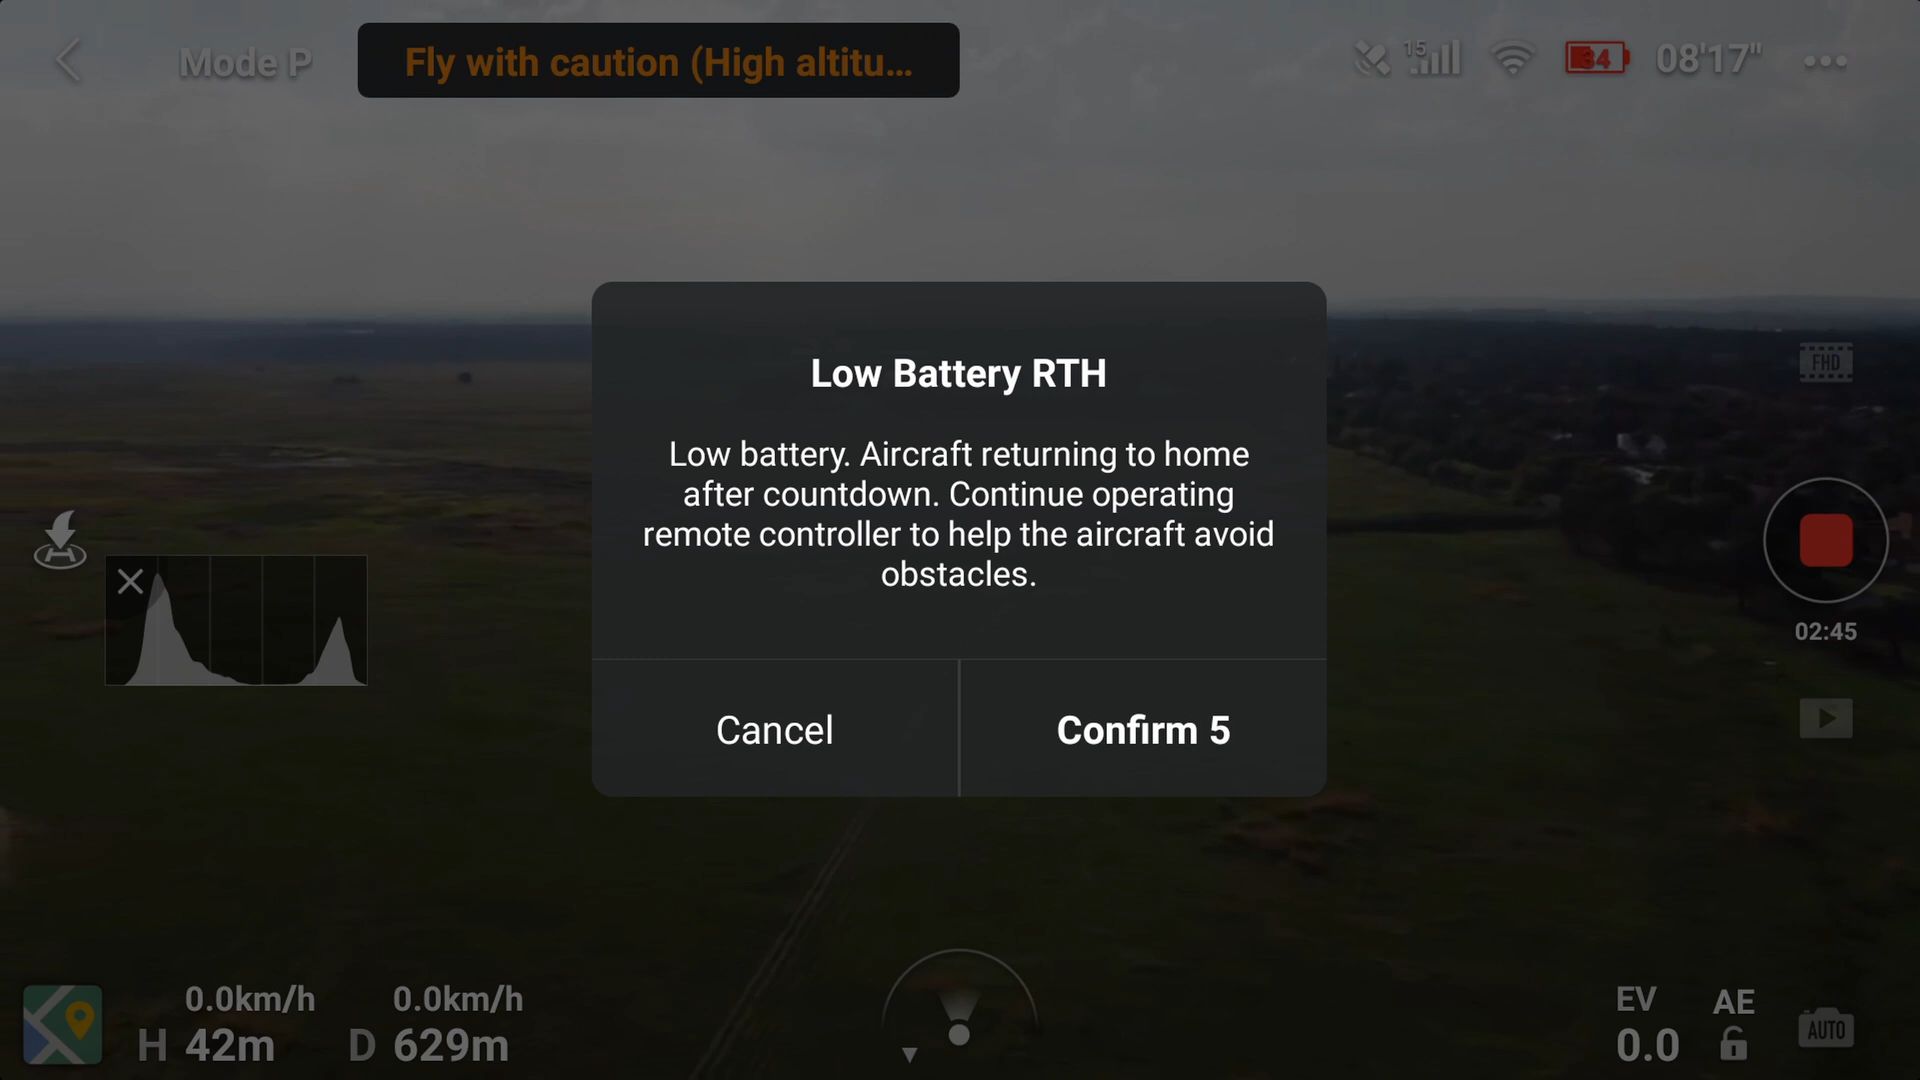 Mode P
Fly with caution (High altitu...
15
34
08'17"
Low Battery RTH
Low battery. Aircraft returning to home
after countdown. Continue operating
remote controller to help the aircraft avoid
obstacles.
Cancel
Confirm 5
FHD
02:45
0.0km/h
0.0km/h
H 42m
D 629m
EV
0.0
AE
AUTO